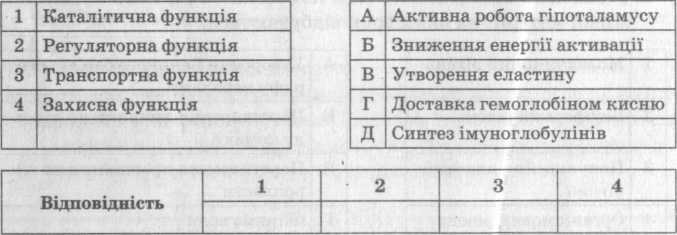 1 Каталітична функція
2 Регуляторна функція
3 Транспортна функція
4 Захисна функція
А Активна робота гіпоталамусу
Б Зниження енергії активації
В Утворення еластину
Г Доставка гемоглобіном кисню
Д Синтез імуноглобулінів
Відповідність 1 2 3 4